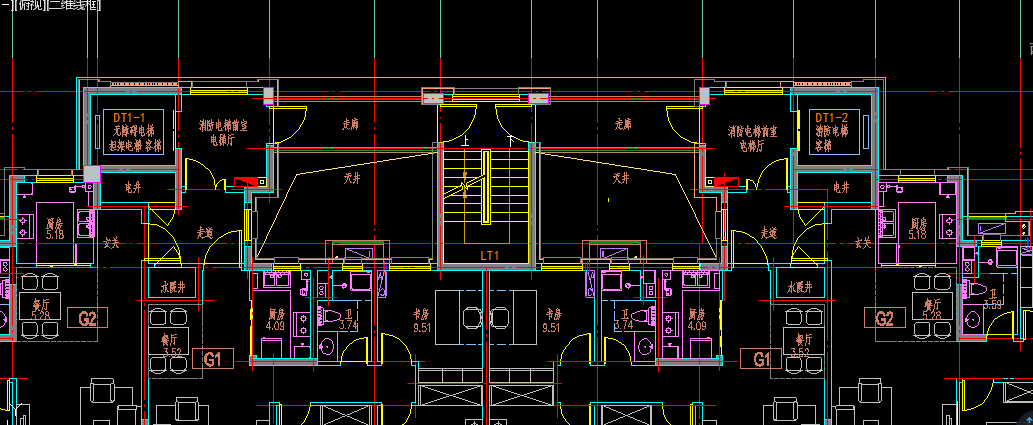 -][俯视][二维线框]
DT1-1
无障碍电梯
担架电梯 客梯
消防电梯前室
电梯厅
走廊
上
下
走廊
消防电梯前室
电梯厅
DT1-2
消防电梯
客梯
电井
天井
天井
电井
厨房
5.18
玄关
走道
LT1
走道
玄关
厨房
5.18
水暖井
水暖井
餐厅
5.28
G2
厨房
4.09
卫
3.74
书房
9.51
书房
9.51
卫
3.74
厨房
4.09
G2
餐厅
5.28
卫
3.59
餐厅
3.52
G1
G1
餐厅
3.52